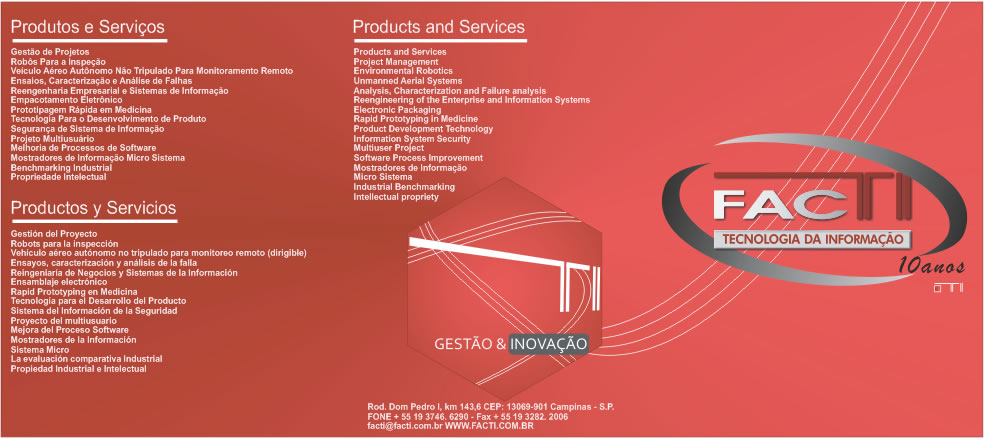 Produtos e Serviços
Gestão de Projetos
Robôs Para a Inspeção
Veículo Aéreo Autônomo Não Tripulado Para Monitoramento Remoto
Ensaios, Caracterização e Análise de Falhas
Reengenharia Empresarial e Sistemas de Informação
Empacotamento Eletrônico
Prototipagem Rápida em Medicina
Tecnologia Para o Desenvolvimento de Produto
Segurança de Sistema de Informação
Projeto Multiusuário
Melhoria de Processos de Software
Mostradores de Informação Micro Sistema
Benchmarking Industrial
Propriedade Intelectual
Productos y Servicios
Gestión del Proyecto
Robots para la inspección
Vehículo aéreo autónomo no tripulado para monitoreo remoto (dirigible)
Ensayos, caracterización y análisis de la falla
Reingeniaria de Negocios y Sistemas de la Información
Ensamblaje electrónico
Rapid Prototyping en Medicina
Tecnología para el Desarrollo del Producto
Sistema del Información de la Seguridad
Proyecto del multiusuario
Mejora del Proceso Software
Mostradores de la Información
Sistema Micro
La evaluación comparativa Industrial
Propiedad Industrial e Intelectual
Products and Services
Products and Services
Project Management
Environmental Robotics
Unmanned Aerial Systems
Analysis, Characterization and Failure analysis
Reengineering of the Enterprise and Information Systems
Electronic Packaging
Rapid Prototyping in Medicine
Product Development Technology
Information System Security
Multiuser Project
Software Process Improvement
Mostradores de Informação
Micro Sistema
Industrial Benchmarking
Intellectual propriety
GESTÃO & INOVAÇÃO
Rod. Dom Pedro I, km 143,6 CEP: 13069-901 Campinas - S.P.
FONE + 55 19 3746. 6290 - Fax + 55 19 3282. 2006
facti@facti.com.br WWW.FACTI.COM.BR
FACTI
TECNOLOGIA DA INFORMAÇÃO
10anos
CTI